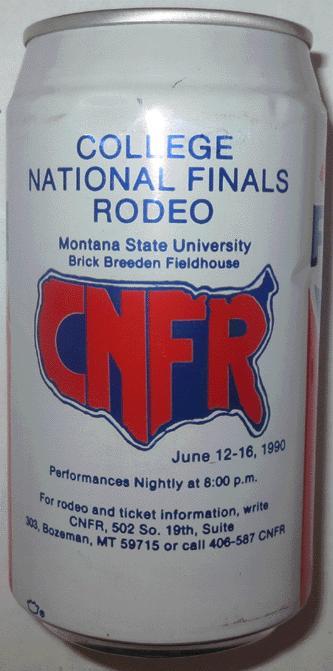 COLLEGE
NATIONAL FINALS
RODEO
Montana State University
Brick Breeden Fieldhouse
CNFR
June 12-16, 1990
Performances Nightly at 8:00 p.m.
For rodeo and ticket information, write
CNFR, 502 So. 19th, Suite
303, Bozeman, MT 59715 or call 406-587 CNFR
®